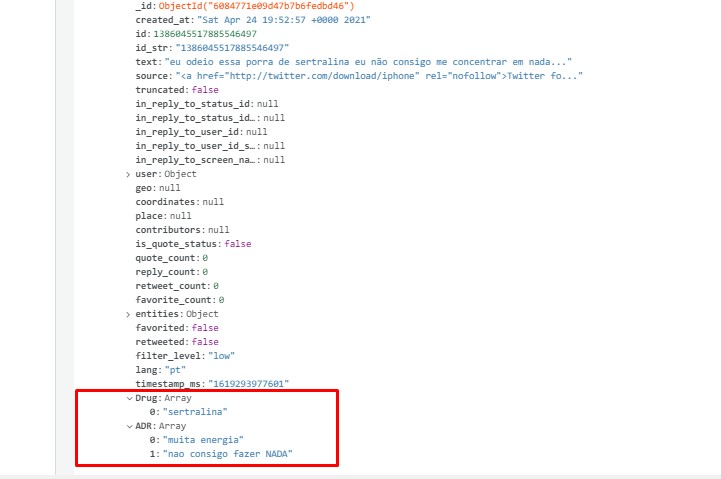 _id: ObjectId("6084771e09d47b7b6fedbd46")
created_at: "Sat Apr 24 19:52:57 +0000 2021"
id: 1386045517885546497
id_str: "1386045517885546497"
text: "eu odeio essa porra de sertralina eu não consigo me concentrar em nada..."
source: "<a href="http://twitter.com/download/iphone" rel="nofollow">Twitter fo..."
truncated: false
in_reply_to_status_id: null
in_reply_to_status_id…: null
in_reply_to_user_id: null
in_reply_to_user_id_s…: null
in_reply_to_screen_na…: null
user: Object
geo: null
coordinates: null
place: null
contributors: null
is_quote_status: false
quote_count: 0
reply_count: 0
retweet_count: 0
favorite_count: 0
entities: Object
favorited: false
retweeted: false
filter_level: "low"
lang: "pt"
timestamp_ms: "1619293977601"
Drug: Array
0: "sertralina"
ADR: Array
0: "muita energia"
1: "nao consigo fazer NADA"